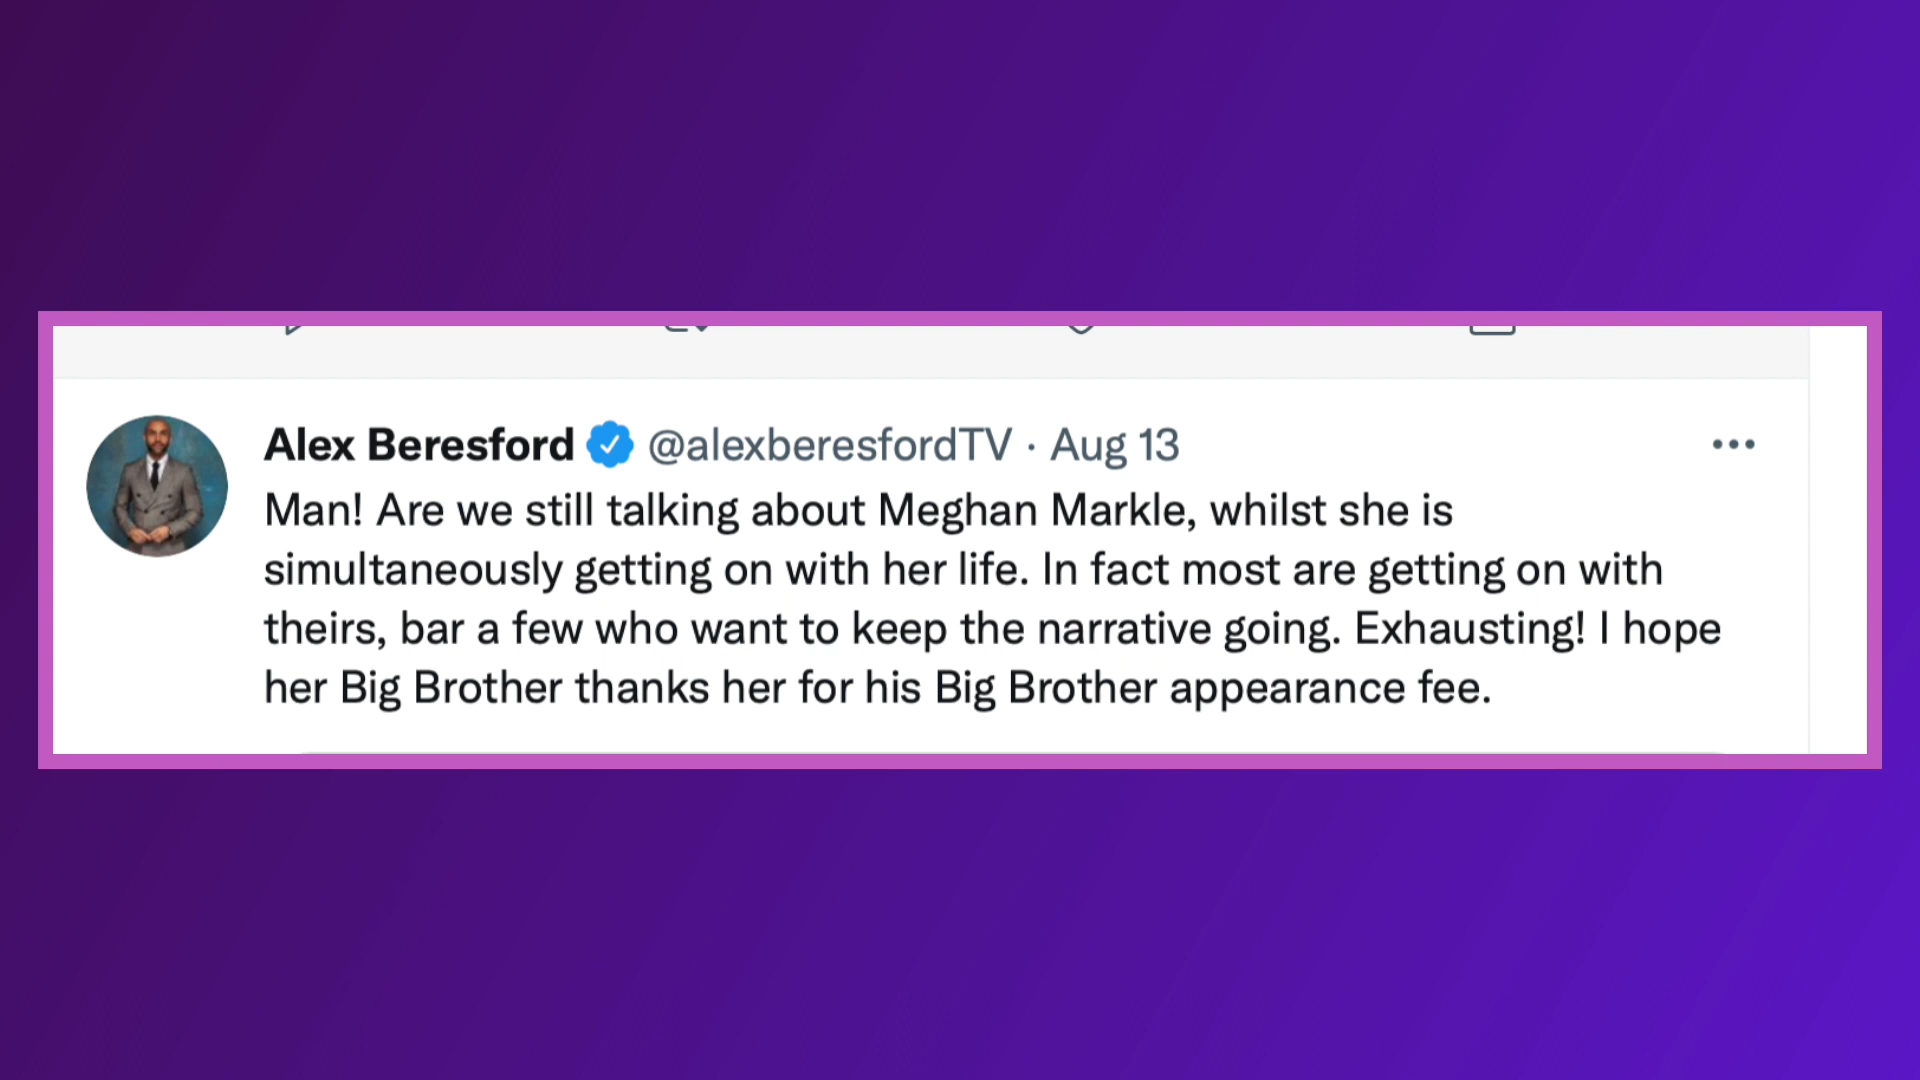 Alex Beresford @alexberesfordTV · Aug 13
Man! Are we still talking about Meghan Markle, whilst she is
simultaneously getting on with her life. In fact most are getting on with
theirs, bar a few who want to keep the narrative going. Exhausting! I hope
her Big Brother thanks her for his Big Brother appearance fee.